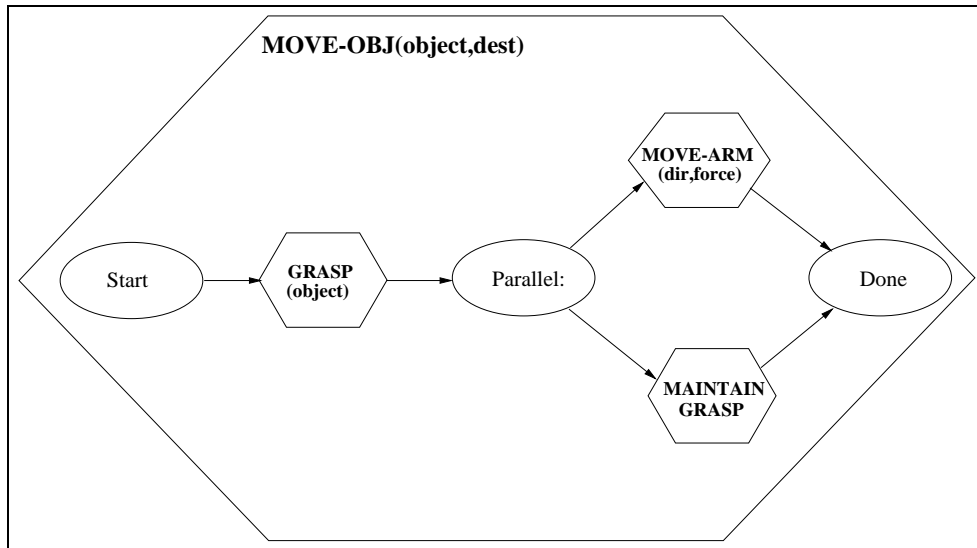 MOVE-OBJ(object,dest)
MOVE-ARM
(dir,force)
Start
GRASP
(object)
Parallel:
Done
MAINTAIN
GRASP